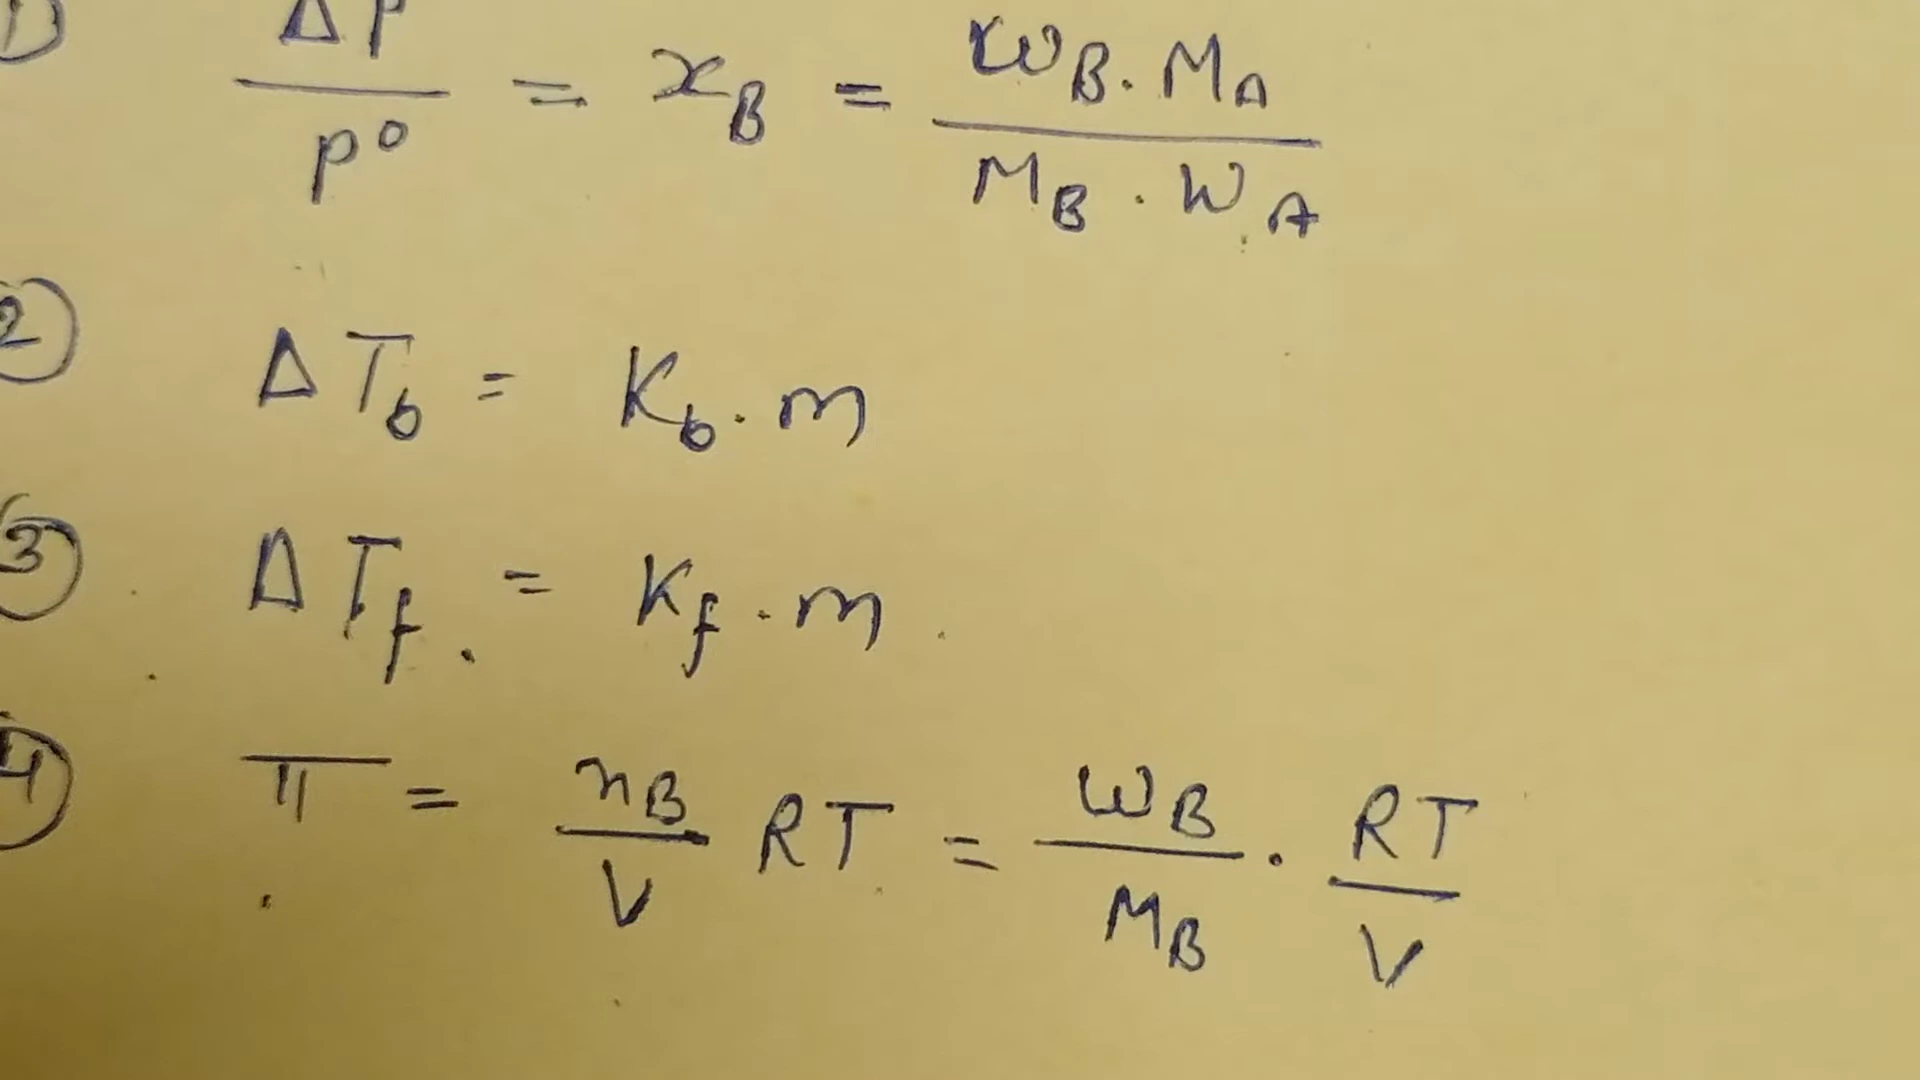 ① ΔP/P° = x_B = w_B . M_A / M_B . W_A
② ΔT_b = K_b . m
③ ΔT_f = K_f . m
④ π = n_B/V RT = w_B/M_B . RT/V